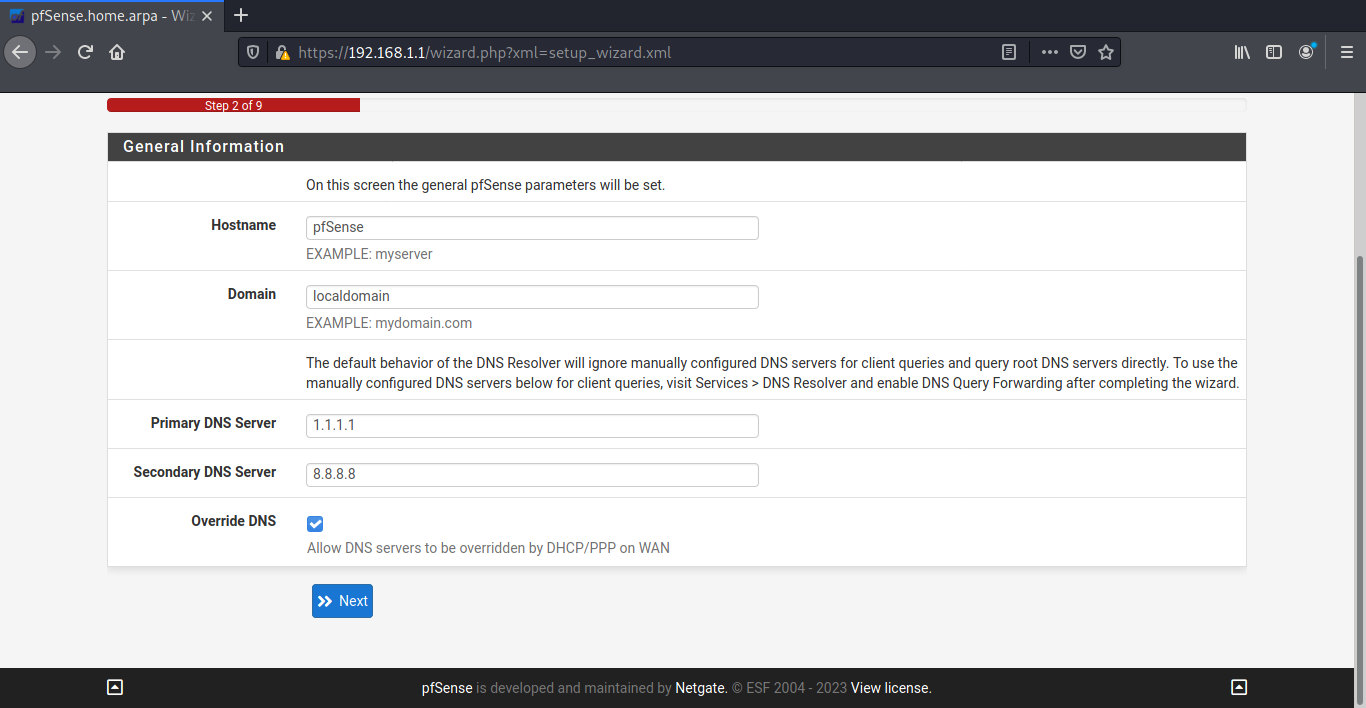 pfSense.home.arpa - Wiz
https://192.168.1.1/wizard.php?xml=setup_wizard.xml
Step 2 of 9
General Information
On this screen the general pfSense parameters will be set.
Hostname
pfSense
EXAMPLE: myserver
Domain
localdomain
EXAMPLE: mydomain.com
The default behavior of the DNS Resolver will ignore manually configured DNS servers for client queries and query root DNS servers directly. To use the
manually configured DNS servers below for client queries, visit Services > DNS Resolver and enable DNS Query Forwarding after completing the wizard.
Primary DNS Server
1.1.1.1
Secondary DNS Server
8.8.8.8
Override DNS
Allow DNS servers to be overridden by DHCP/PPP on WAN
Next
pfSense is developed and maintained by Netgate. © ESF 2004 - 2023 View license.